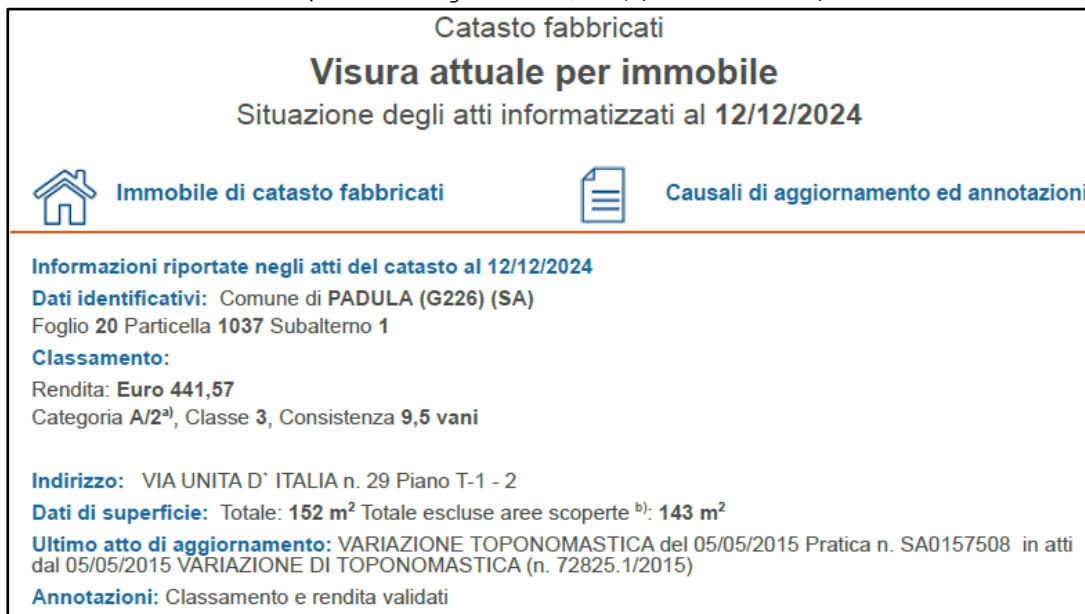 Catasto fabbricati
Visura attuale per immobile
Situazione degli atti informatizzati al 12/12/2024
Immobile di catasto fabbricati
Causali di aggiornamento ed annotazioni
Informazioni riportate negli atti del catasto al 12/12/2024
Dati identificativi: Comune di PADULA (G226) (SA)
Foglio 20 Particella 1037 Subalterno 1
Classamento:
Rendita: Euro 441,57
Categoria A/2a), Classe 3, Consistenza 9,5 vani
Indirizzo: VIA UNITA D` ITALIA n. 29 Piano T-1 - 2
Dati di superficie: Totale: 152 m2 Totale escluse aree scoperte b): 143 m2
Ultimo atto di aggiornamento: VARIAZIONE TOPONOMASTICA del 05/05/2015 Pratica n. SA0157508 in atti
dal 05/05/2015 VARIAZIONE DI TOPONOMASTICA (n. 72825.1/2015)
Annotazioni: Classamento e rendita validati